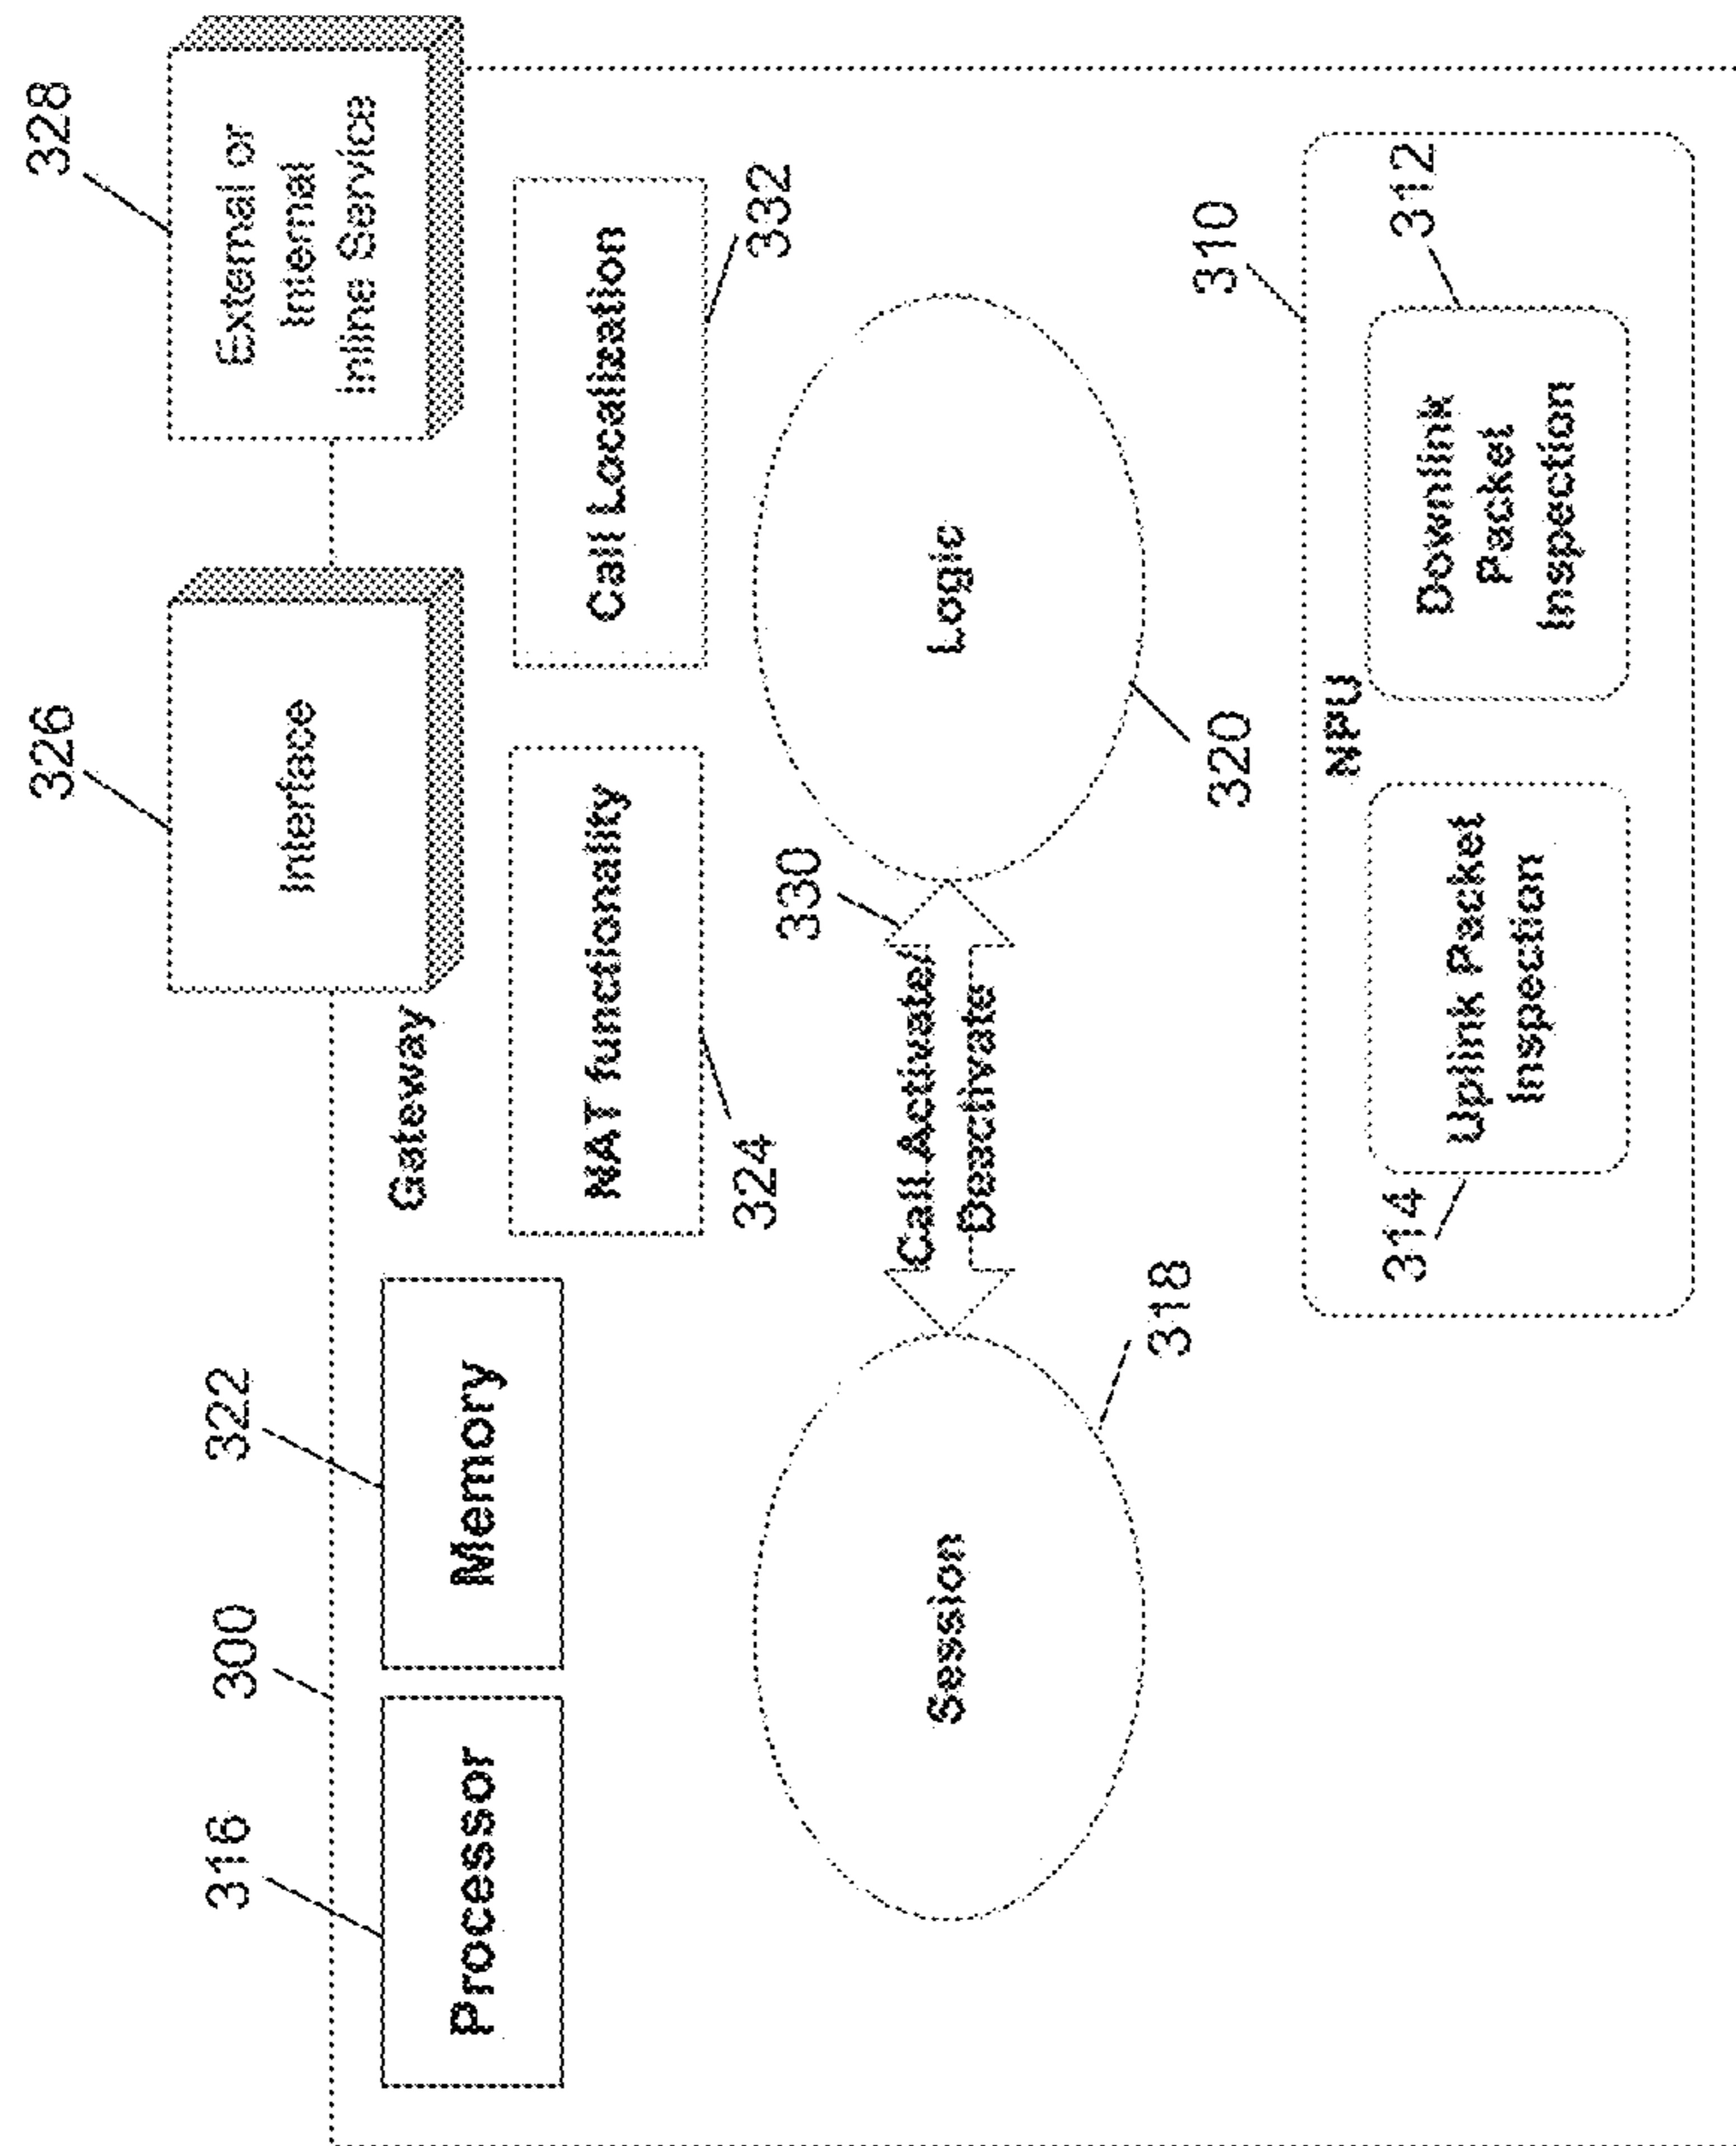 326
328
Interface
External or
Internal
Inline Service
316
300
322
Processor
Memory
Gateway
NAT functionality
324
Call Localization
332
330
Session
Call Activate/
Deactivate
Logic
318
320
310
NPU
314
Uplink Packet
Inspection
312
Downlink
Packet
Inspection